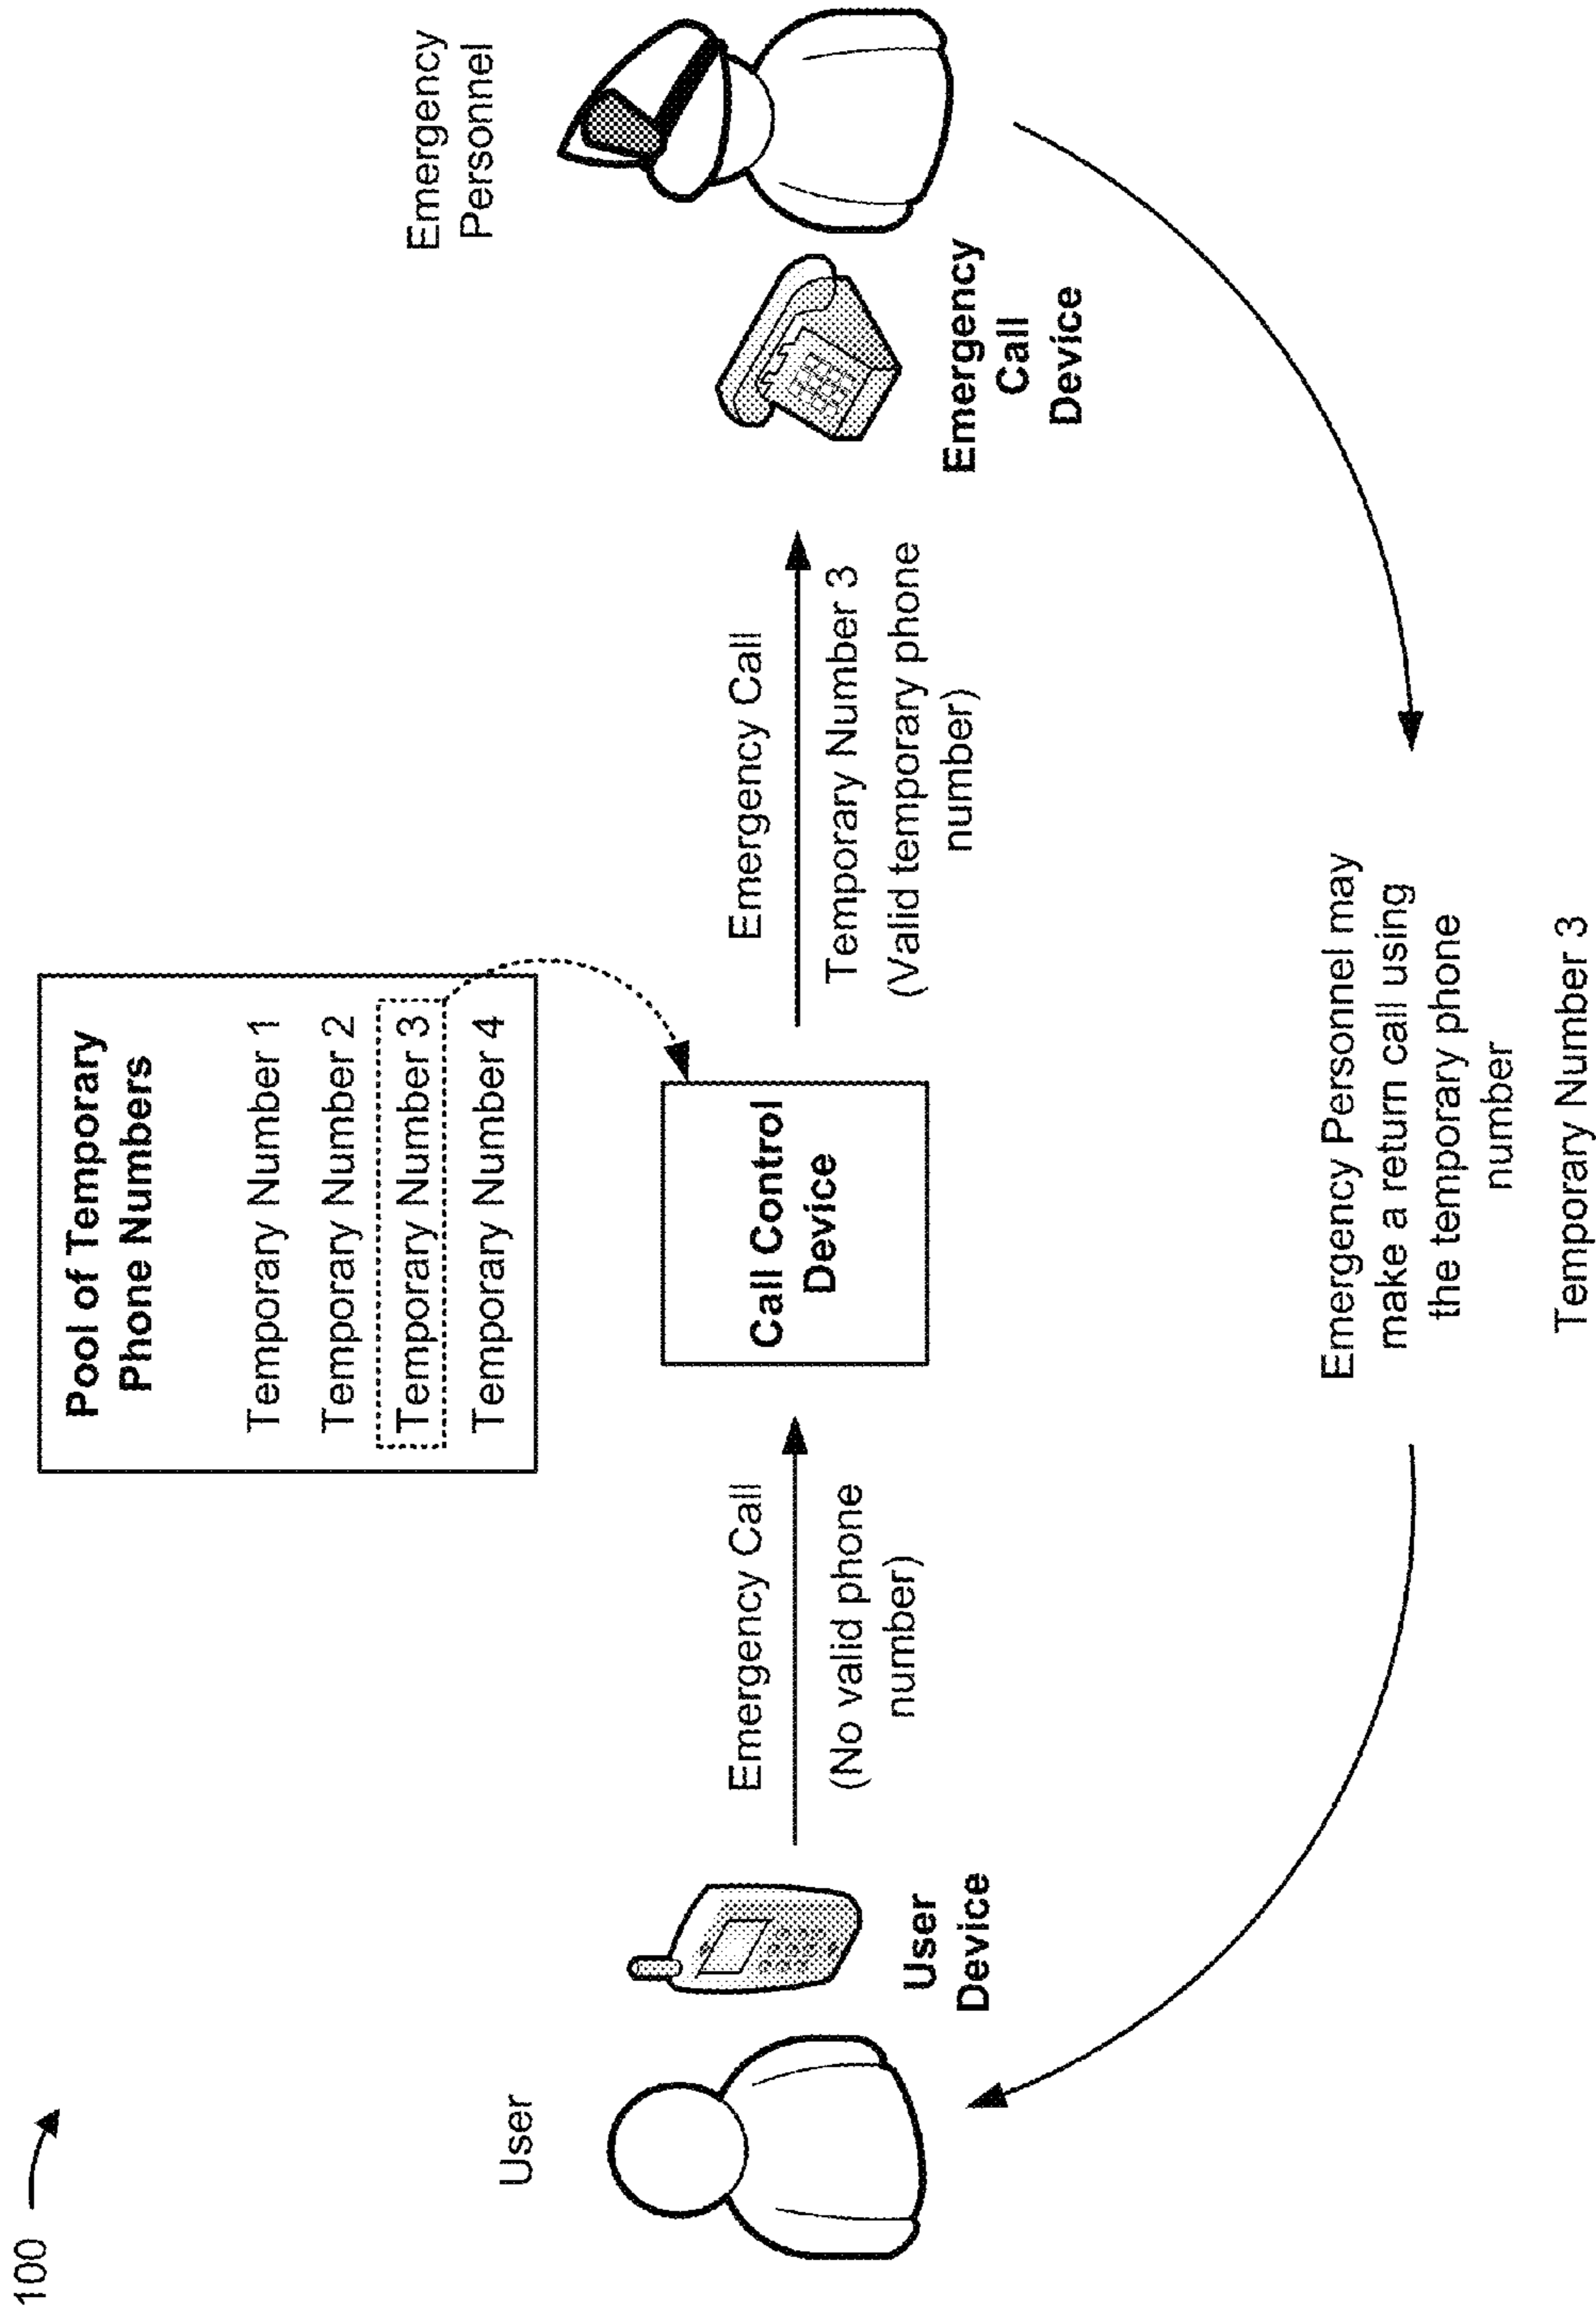 100
Pool of Temporary
Phone Numbers
Temporary Number 1
Temporary Number 2
Temporary Number 3
Temporary Number 4
User
User
Device
Emergency Call
(No valid phone
number)
Call Control
Device
Emergency Call
Temporary Number 3
(Valid temporary phone
number)
Emergency
Personnel
Emergency
Call
Device
Emergency Personnel may
make a return call using
the temporary phone
number
Temporary Number 3